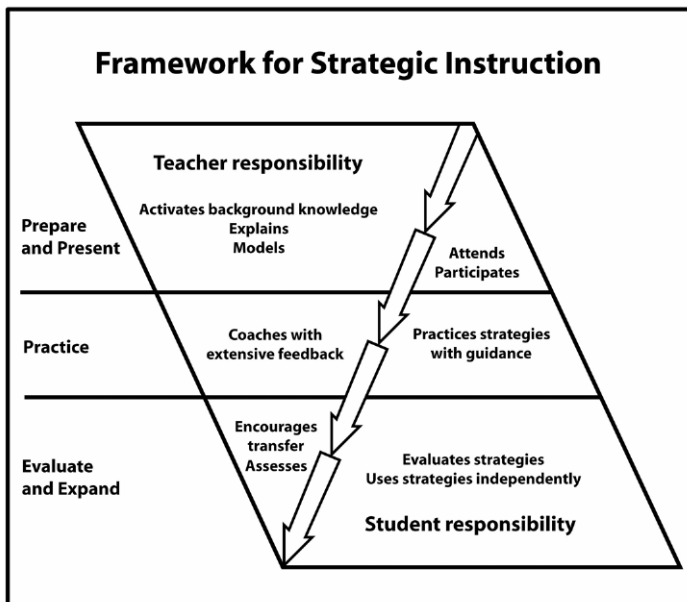 Framework for Strategic Instruction
Teacher responsibility
Activates background knowledge
Explains
Models
Prepare
and Present
Attends
Participates
Practice
Coaches with
extensive feedback
Practices strategies
with guidance
Encourages
transfer
Assesses
Evaluate
and Expand
Evaluates strategies
Uses strategies independently
Student responsibility